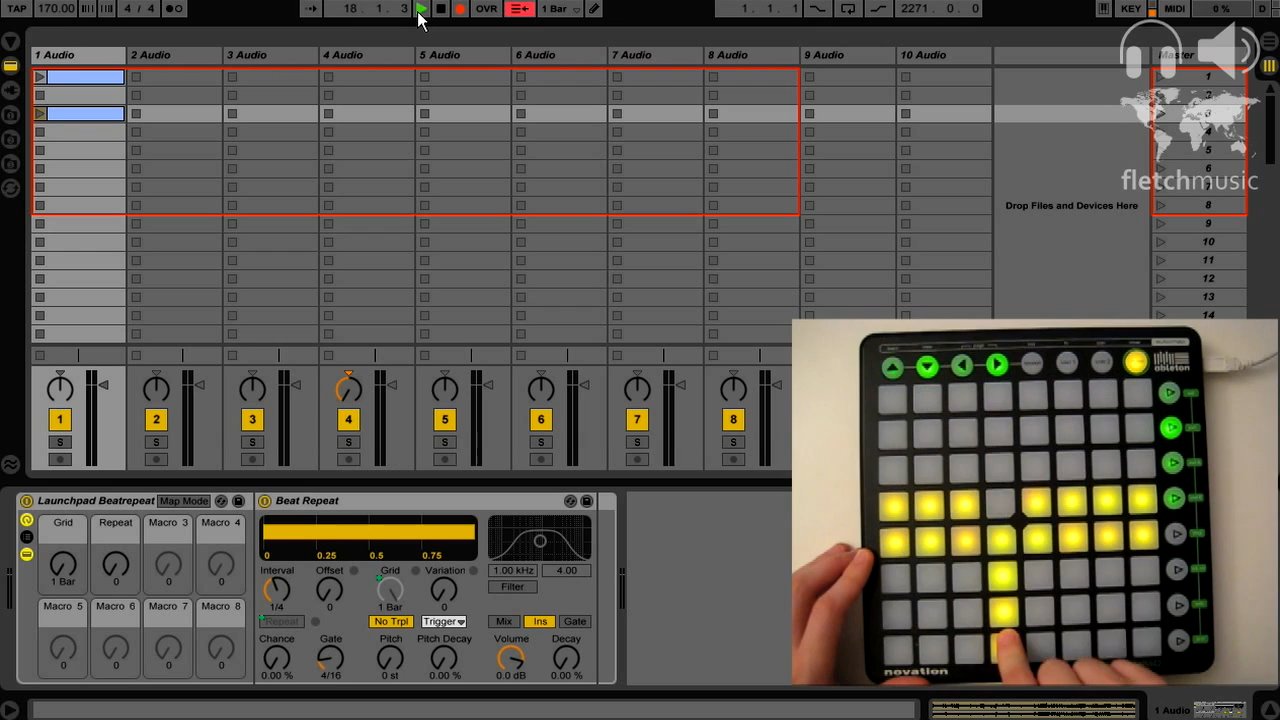 TAP 170.00 4 / 4 18 . 1 . 3 OVR 1 Bar 1 . 1 . 1 2271 . 0 . 0 KEY MIDI 0 % D
1 Audio 2 Audio 3 Audio 4 Audio 5 Audio 6 Audio 7 Audio 8 Audio 9 Audio 10 Audio Master
1
2
3
4
5
6
7
fletchmusic
Drop Files and Devices Here 8
9
10
11
12
13
14
1 2 3 4 5 6 7 8
S S S S S S S S
ableton
novation
Launchpad Beatrepeat Map Mode Beat Repeat
Grid Repeat Macro 3 Macro 4
1 Bar 0 0 0
Macro 5 Macro 6 Macro 7 Macro 8
0 0 0 0
0 0.25 0.5 0.75
Interval Offset Grid Variation
1/4 0 1 Bar 0
1.00 kHz 4.00
Filter
Repeat No Trpl Trigger Mix Ins Gate
Chance Gate Pitch Pitch Decay Volume Decay
0.00 % 4/16 0 st 0.00 % 0.0 dB 0.00 %
1 Audio